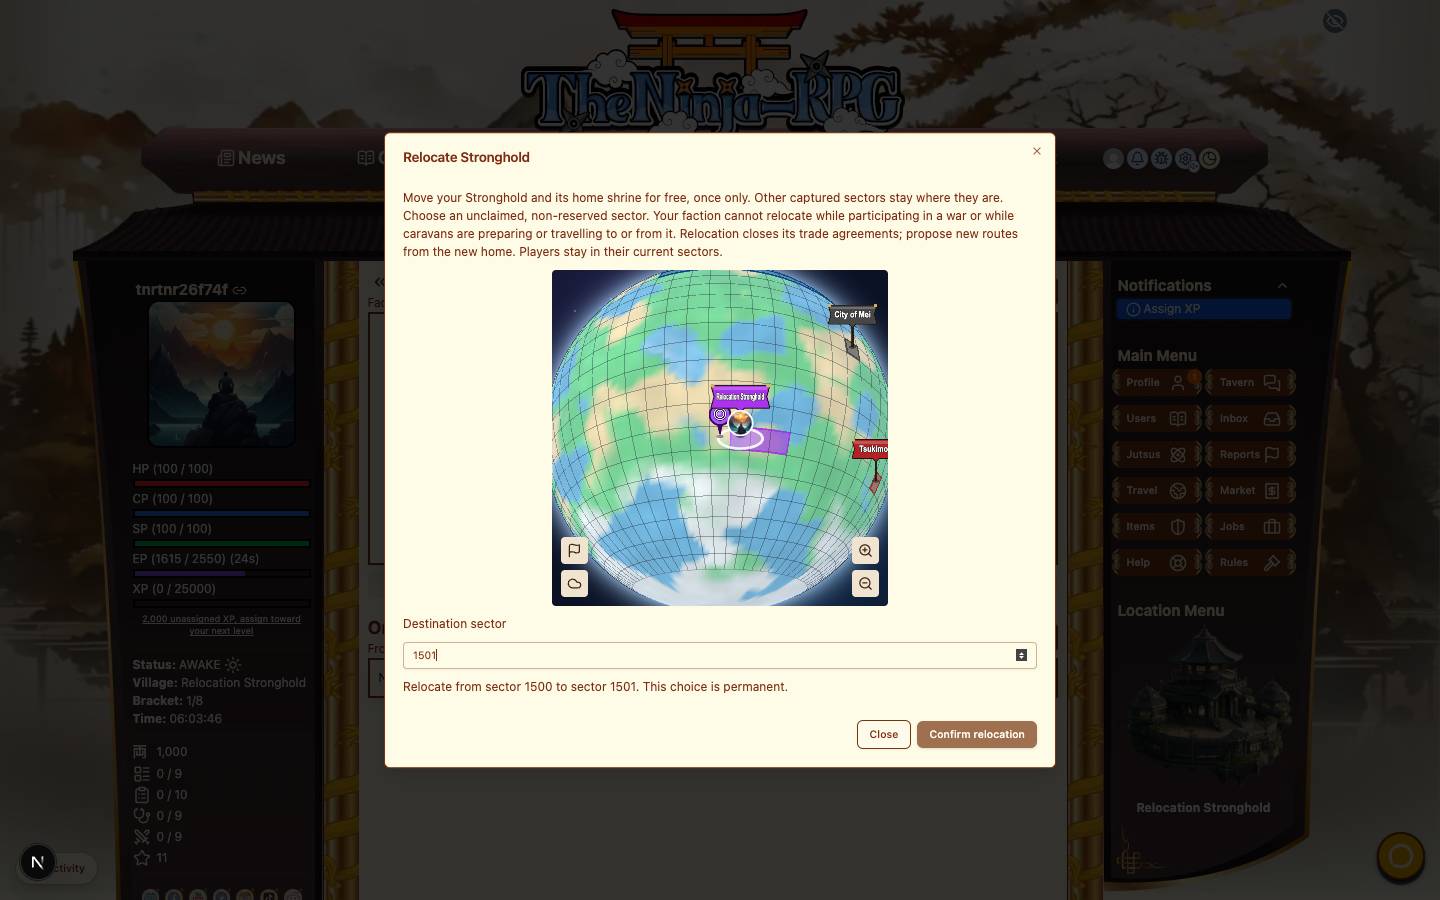 TheNinja-RPG
News
tnrtnr26f74f
HP (100 / 100)
CP (100 / 100)
SP (100 / 100)
EP (1615 / 2550) (24s)
XP (0 / 25000)
2,000 unassigned XP, assign toward
your next level
Status: AWAKE
Village: Relocation Stronghold
Bracket: 1/8
Time: 06:03:46
1,000
0 / 9
0 / 10
0 / 9
0 / 9
11
Relocate Stronghold
Move your Stronghold and its home shrine for free, once only. Other captured sectors stay where they are.
Choose an unclaimed, non-reserved sector. Your faction cannot relocate while participating in a war or while
caravans are preparing or travelling to or from it. Relocation closes its trade agreements; propose new routes
from the new home. Players stay in their current sectors.
City of Mei
Relocation Stronghold
Tsukimo
Destination sector
1501
Relocate from sector 1500 to sector 1501. This choice is permanent.
Close
Confirm relocation
Notifications
Assign XP
Main Menu
Profile
Tavern
Users
Inbox
Jutsus
Reports
Travel
Market
Items
Jobs
Help
Rules
Location Menu
Relocation Stronghold
N
ctivity